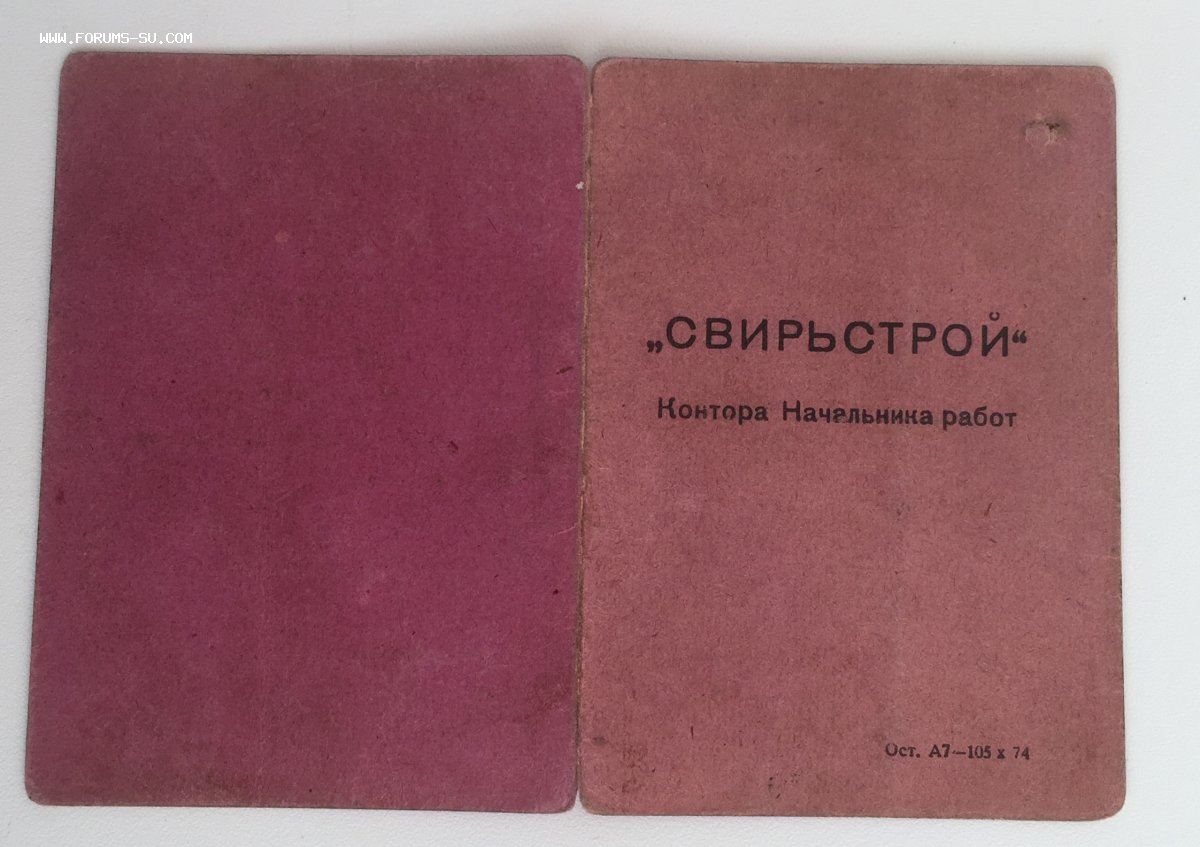 WWW.FORUMS-SU.COM
„СВИРЬСТРОЙ“
Контора Начальника работ
Ост. А7—105 х 74